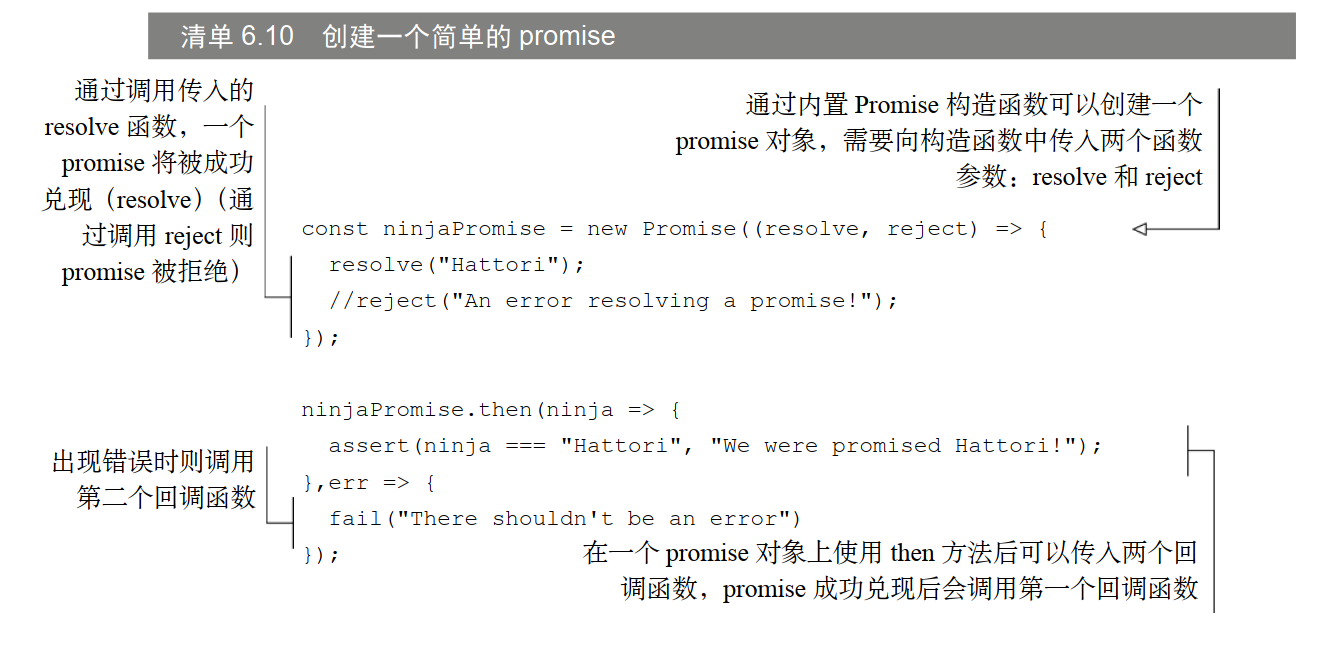 清单 6.10 创建一个简单的 promise
通过调用传入的
resolve 函数，一个
promise 将被成功
兑现（resolve）（通
过调用 reject 则
promise 被拒绝）
通过内置 Promise 构造函数可以创建一个
promise 对象，需要向构造函数中传入两个函数
参数：resolve 和 reject
const ninjaPromise = new Promise((resolve, reject) => {
  resolve("Hattori");
  //reject("An error resolving a promise!");
});
ninjaPromise.then(ninja => {
  assert(ninja === "Hattori", "We were promised Hattori!");
},err => {
  fail("There shouldn't be an error")
});
出现错误时则调用
第二个回调函数
在一个 promise 对象上使用 then 方法后可以传入两个回
调函数，promise 成功兑现后会调用第一个回调函数